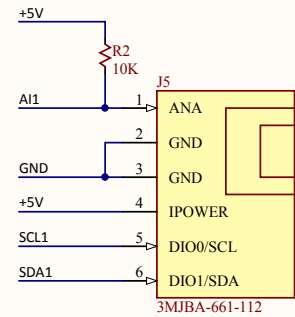 +5V
R2
10K
J5
AI1
1
ANA
2
GND
GND
3
GND
+5V
4
IPOWER
SCL1
5
DIO0/SCL
SDA1
6
DIO1/SDA
3MJBA-661-112